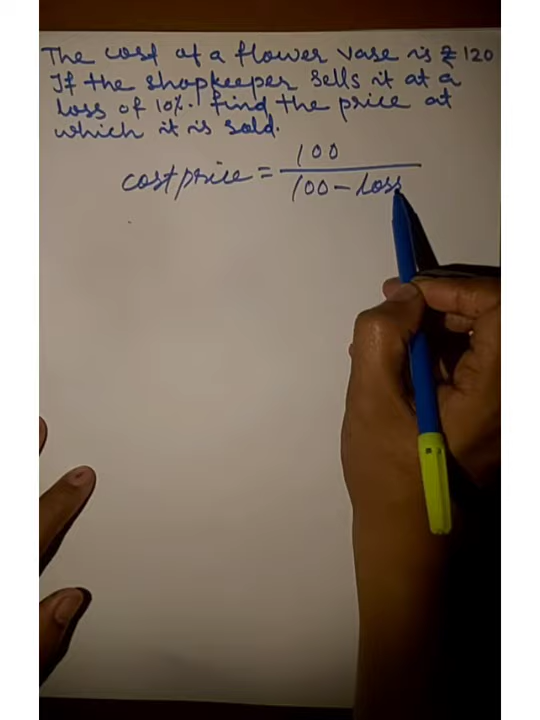 The cost of a flower vase is ₹ 120
If the shopkeeper sells it at a
loss of 10%. find the price at
which it is sold.
cost price = 100
100 - loss